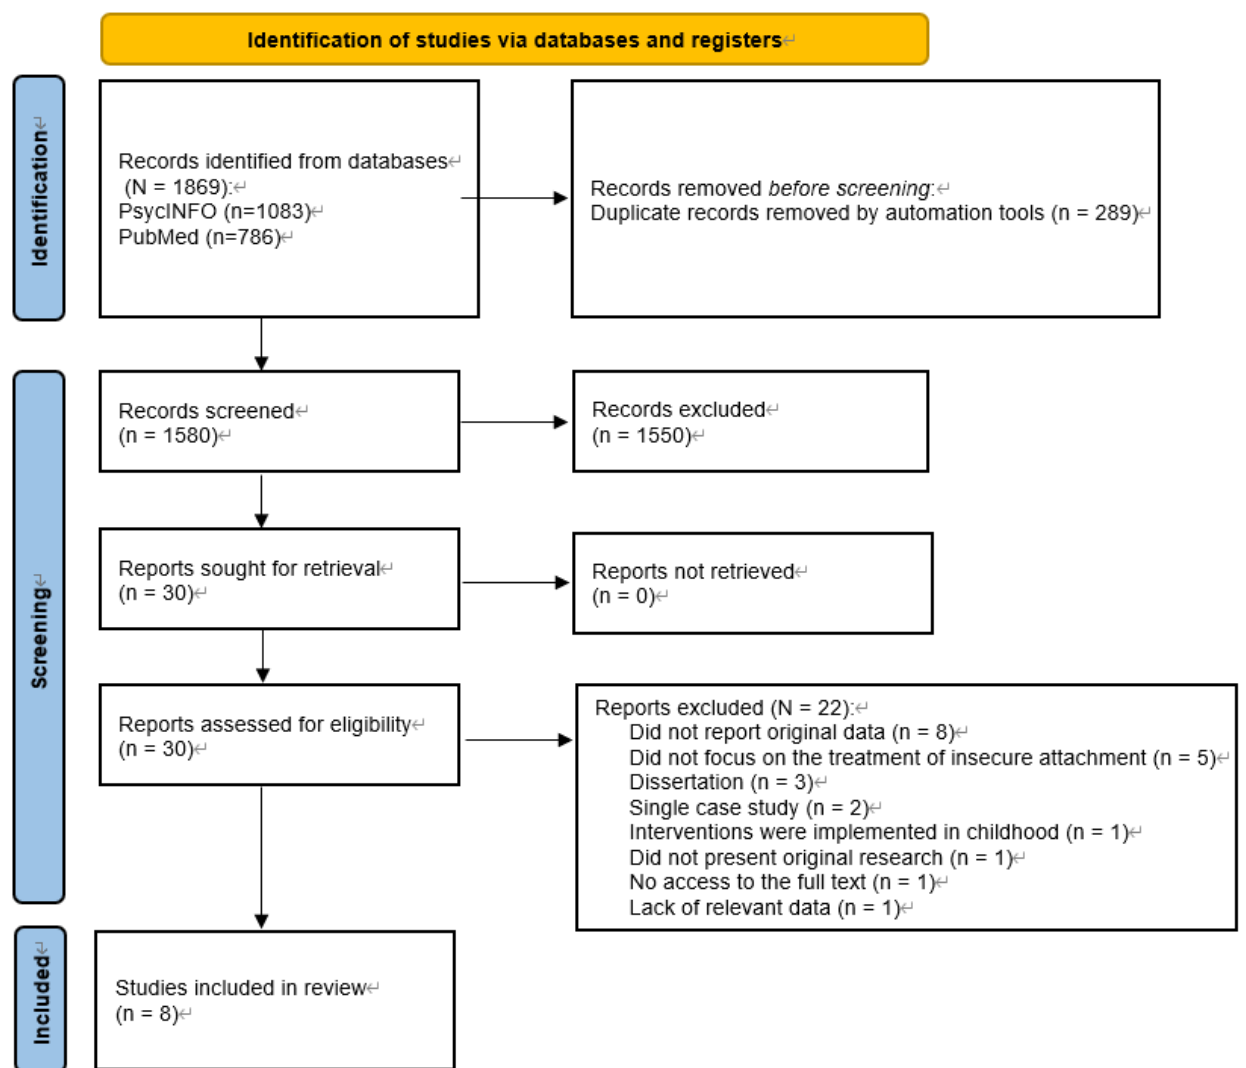 Identification of studies via databases and registers↵
Identification↵
Records identified from databases↵
(N = 1869):↵
PsycINFO (n=1083)↵
PubMed (n=786)↵
Records removed before screening:↵
Duplicate records removed by automation tools (n = 289)↵
Screening↵
Records screened↵
(n = 1580)↵
Records excluded↵
(n = 1550)↵
Reports sought for retrieval↵
(n = 30)↵
Reports not retrieved↵
(n = 0)↵
Reports assessed for eligibility↵
(n = 30)↵
Reports excluded (N = 22):↵
Did not report original data (n = 8)↵
Did not focus on the treatment of insecure attachment (n = 5)↵
Dissertation (n = 3)↵
Single case study (n = 2)↵
Interventions were implemented in childhood (n = 1)↵
Did not present original research (n = 1)↵
No access to the full text (n = 1)↵
Lack of relevant data (n = 1)↵
Included↵
Studies included in review↵
(n = 8)↵